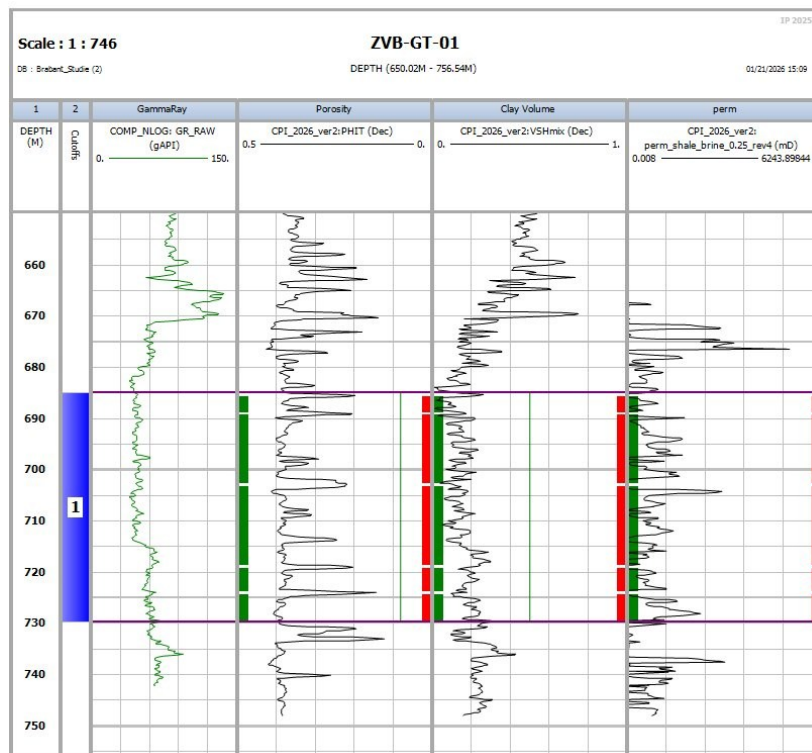 IP 2025
Scale : 1 : 746
ZVB-GT-01
DB : Brabant_Studie (2)
DEPTH (650.02M - 756.54M)
01/21/2026 15:09
1
2
GammaRay
Porosity
Clay Volume
perm
DEPTH
(M)
Cutoffs
COMP_NLOG: GR_RAW
(gAPI)
0.
150.
CPI_2026_ver2:PHIT (Dec)
0.5
0.
CPI_2026_ver2:VSHmix (Dec)
0.
1.
CPI_2026_ver2:
perm_shale_brine_0.25_rev4 (mD)
0.008
6243.89844
660
670
680
690
700
1
710
720
730
740
750